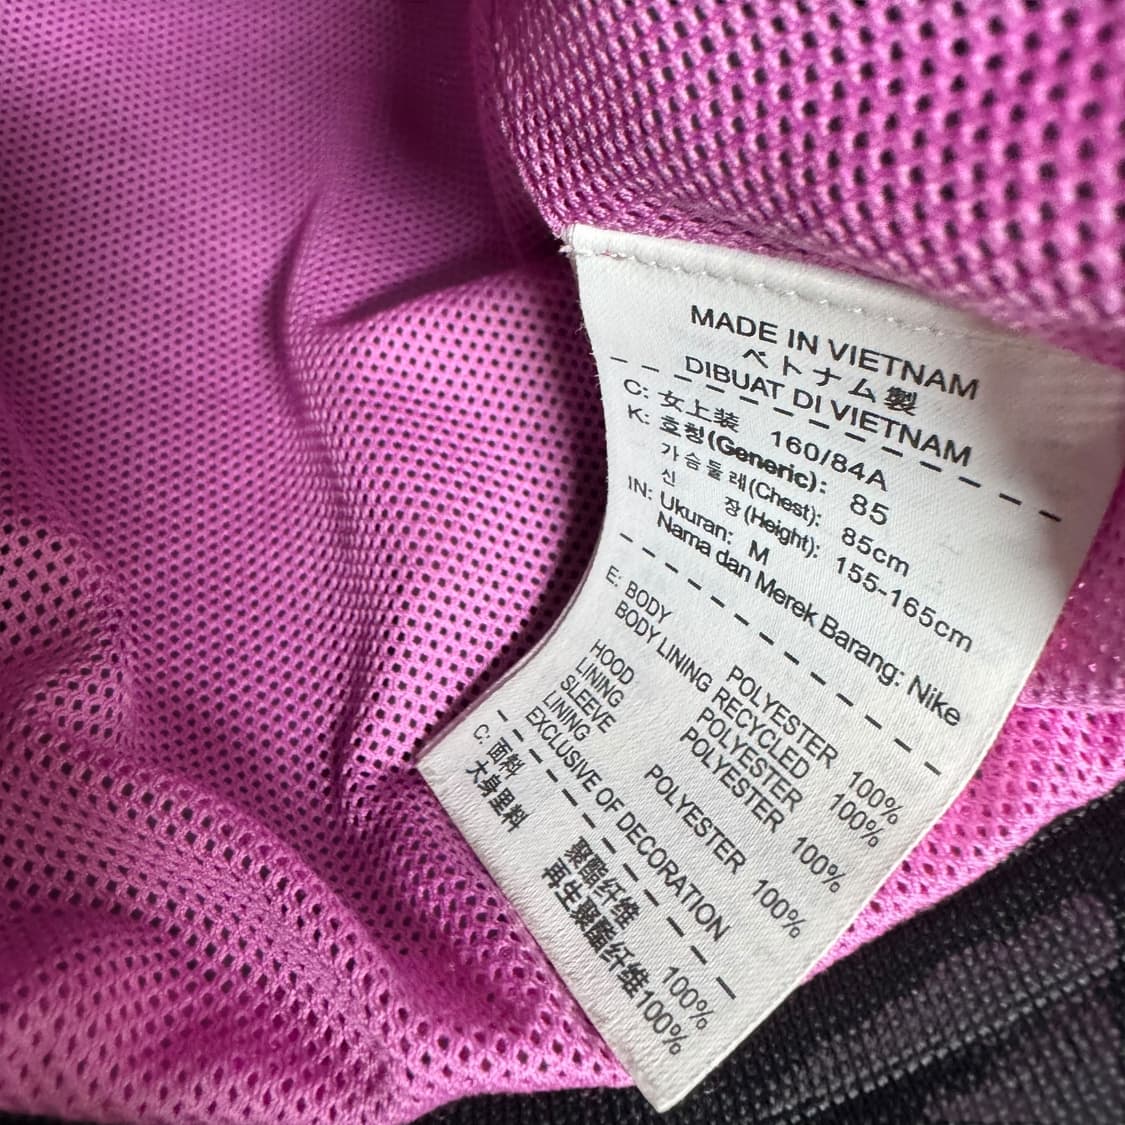 MADE IN VIETNAM
ベトナム製
DIBUAT DI VIETNAM
C: 女上装 160/84A
K: 호칭(Generic): 85
가슴둘레(Chest): 85cm
신 장(Height): 155-165cm
IN: Ukuran: M
Nama dan Merek Barang: Nike
E: BODY POLYESTER 100%
BODY LINING RECYCLED
POLYESTER 100%
HOOD LINING POLYESTER 100%
SLEEVE LINING POLYESTER 100%
EXCLUSIVE OF DECORATION
C: 面料 聚酯纤维 100%
大身里料 再生聚酯纤维100%